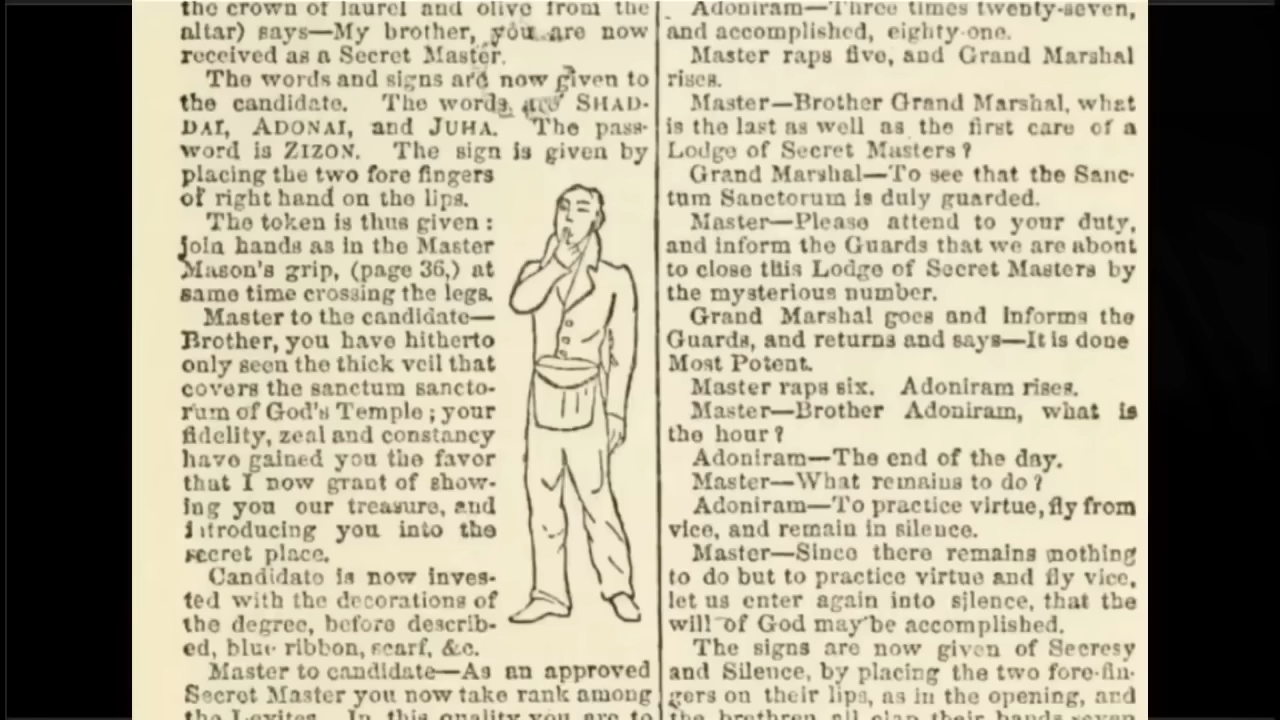 the crown of laurel and olive from the
altar) says—My brother, you are now
received as a Secret Master.
The words and signs are now given to
the candidate. The words are SHAD-
DAI, ADONAI, and JUHA. The pass-
word is ZIZON. The sign is given by
placing the two fore fingers
of right hand on the lips.
The token is thus given:
join hands as in the Master
Mason's grip, (page 36,) at
same time crossing the legs.
Master to the candidate—
Brother, you have hitherto
only seen the thick veil that
covers the sanctum sancto-
rum of God's Temple; your
fidelity, zeal and constancy
have gained you the favor
that I now grant of show-
ing you our treasure, and
introducing you into the
secret place.
Candidate is now inves-
ted with the decorations of
the degree, before describ-
ed, blue ribbon, scarf, &c.
Master to candidate—As an approved
Secret Master you now take rank among
the Levites. In this quality you are to
Adoniram—Three times twenty-seven,
and accomplished, eighty-one.
Master raps five, and Grand Marshal
rises.
Master—Brother Grand Marshal, what
is the last as well as the first care of a
Lodge of Secret Masters?
Grand Marshal—To see that the Sanc-
tum Sanctorum is duly guarded.
Master—Please attend to your duty,
and inform the Guards that we are about
to close this Lodge of Secret Masters by
the mysterious number.
Grand Marshal goes and informs the
Guards, and returns and says—It is done
Most Potent.
Master raps six. Adoniram rises.
Master—Brother Adoniram, what is
the hour?
Adoniram—The end of the day.
Master—What remains to do?
Adoniram—To practice virtue, fly from
vice, and remain in silence.
Master—Since there remains nothing
to do but to practice virtue and fly vice,
let us enter again into silence, that the
will of God may be accomplished.
The signs are now given of Secresy
and Silence, by placing the two fore-fin-
gers on their lips, as in the opening, and
the brethren all clap their hands seven